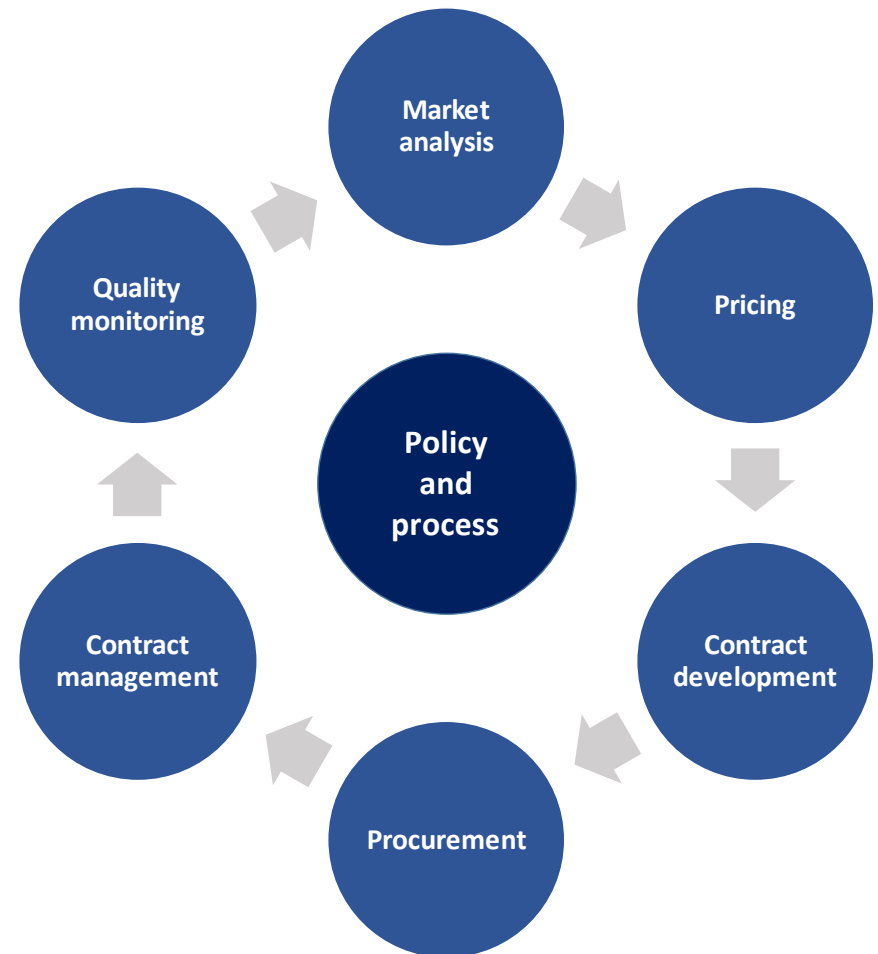 Market
analysis
Pricing
Contract
development
Procurement
Contract
management
Quality
monitoring
Policy
and
process